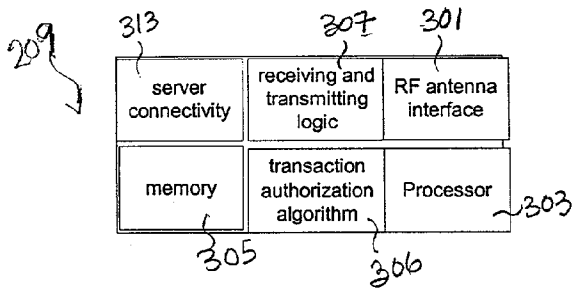 209
313
307
301
server
connectivity
receiving and
transmitting
logic
RF antenna
interface
memory
transaction
authorization
algorithm
Processor
305
306
303